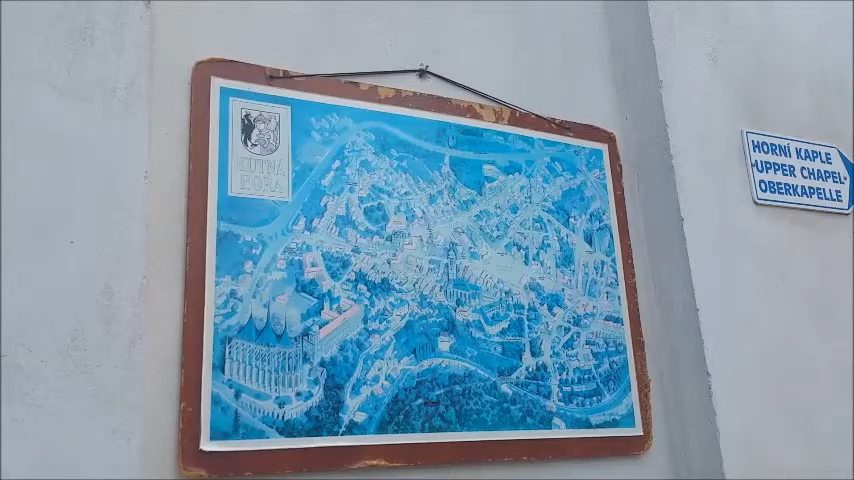 KUTNÁ
HORA
HORNÍ KAPLE
UPPER CHAPEL
OBERKAPELLE